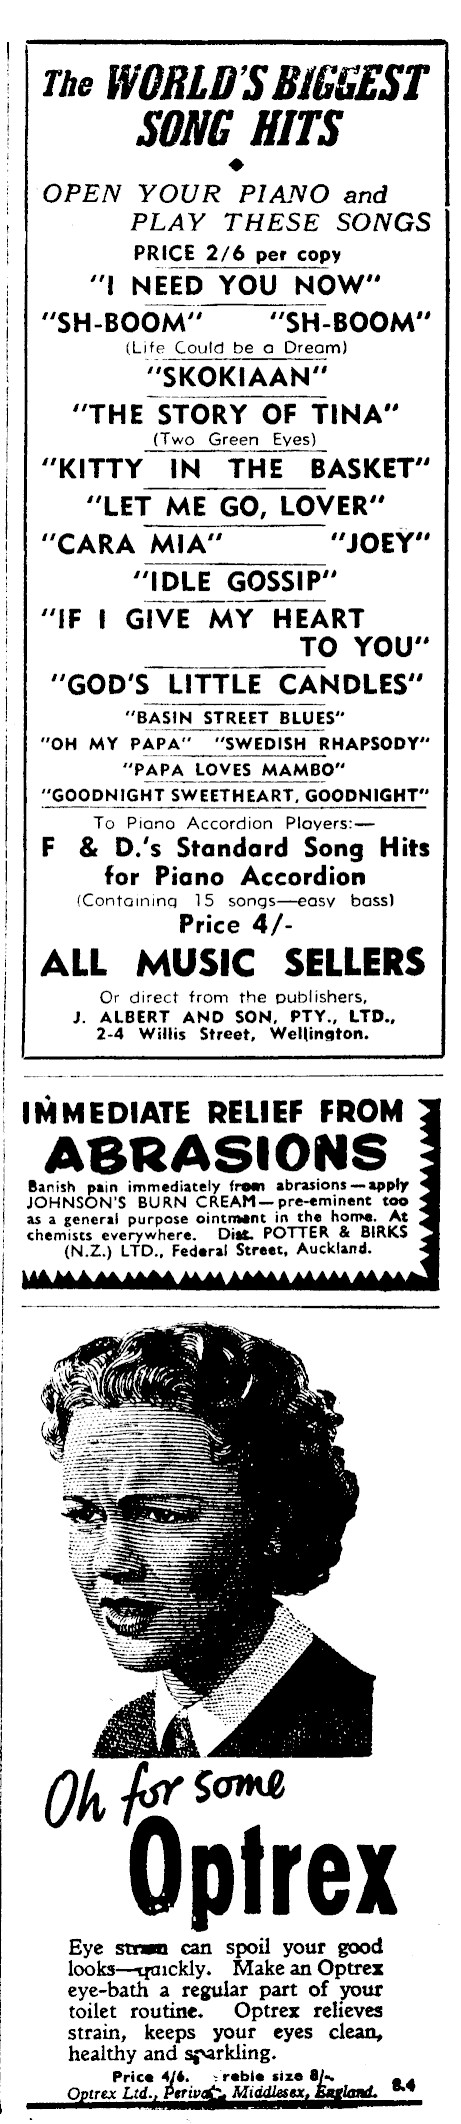 The WORLD'S BIGGEST
SONG HITS
OPEN YOUR PIANO and
PLAY THESE SONGS
PRICE 2/6 per copy
"I NEED YOU NOW"
"SH-BOOM" "SH-BOOM"
(Life Could be a Dream)
"SKOKIAAN"
"THE STORY OF TINA"
(Two Green Eyes)
"KITTY IN THE BASKET"
"LET ME GO, LOVER"
"CARA MIA" "JOEY"
"IDLE GOSSIP"
"IF I GIVE MY HEART
TO YOU"
"GOD'S LITTLE CANDLES"
"BASIN STREET BLUES"
"OH MY PAPA" "SWEDISH RHAPSODY"
"PAPA LOVES MAMBO"
"GOODNIGHT SWEETHEART, GOODNIGHT"
To Piano Accordion Players:—
F & D.'s Standard Song Hits
for Piano Accordion
(Containing 15 songs—easy bass)
Price 4/-
ALL MUSIC SELLERS
Or direct from the publishers,
J. ALBERT AND SON, PTY., LTD.,
2-4 Willis Street, Wellington.
IMMEDIATE RELIEF FROM
ABRASIONS
Banish pain immediately from abrasions—apply
JOHNSON'S BURN CREAM—pre-eminent too
as a general purpose ointment in the home. At
chemists everywhere. Dist. POTTER & BIRKS
(N.Z.) LTD., Federal Street, Auckland.
Oh for some
Optrex
Eye strain can spoil your good
looks—quickly. Make an Optrex
eye-bath a regular part of your
toilet routine. Optrex relieves
strain, keeps your eyes clean,
healthy and sparkling.
Price 4/6. size 8/-.
Optrex Ltd., Middlesex, England. 8.4